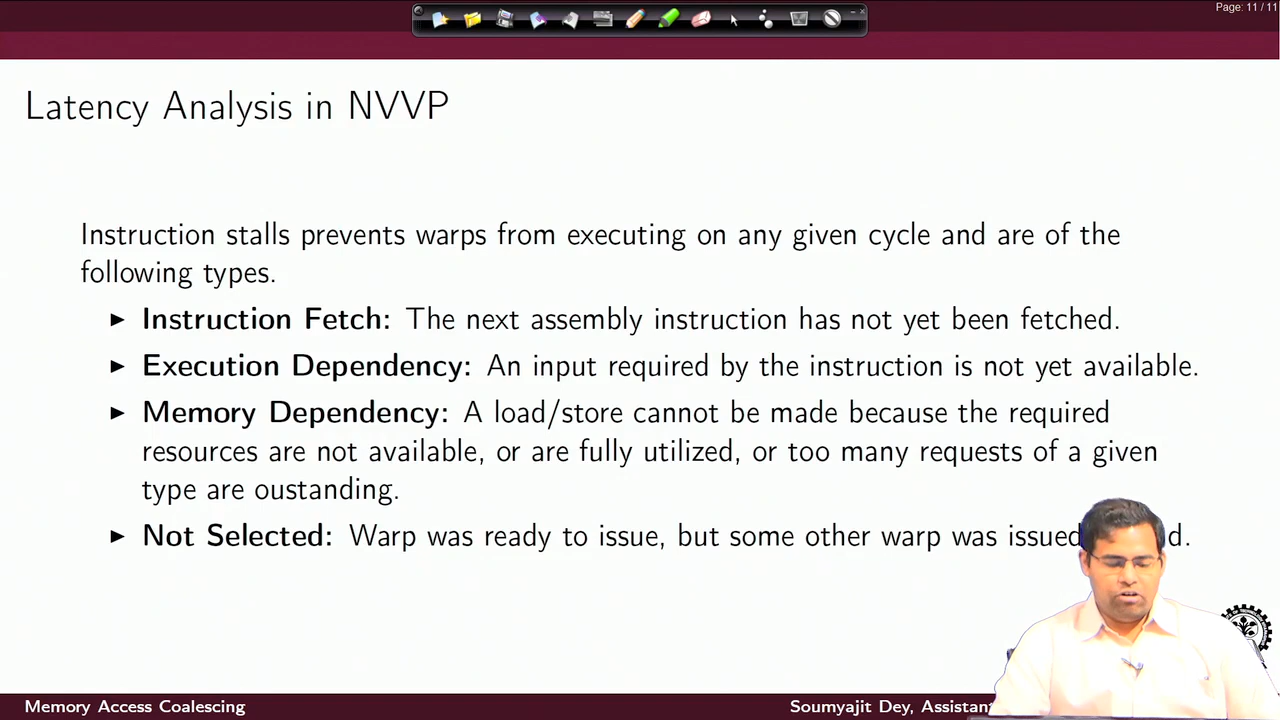 Page: 11 / 11
Latency Analysis in NVVP
Instruction stalls prevents warps from executing on any given cycle and are of the
following types.
► Instruction Fetch: The next assembly instruction has not yet been fetched.
► Execution Dependency: An input required by the instruction is not yet available.
► Memory Dependency: A load/store cannot be made because the required
resources are not available, or are fully utilized, or too many requests of a given
type are oustanding.
► Not Selected: Warp was ready to issue, but some other warp was issued
Memory Access Coalescing
Soumyajit Dey, Assistant